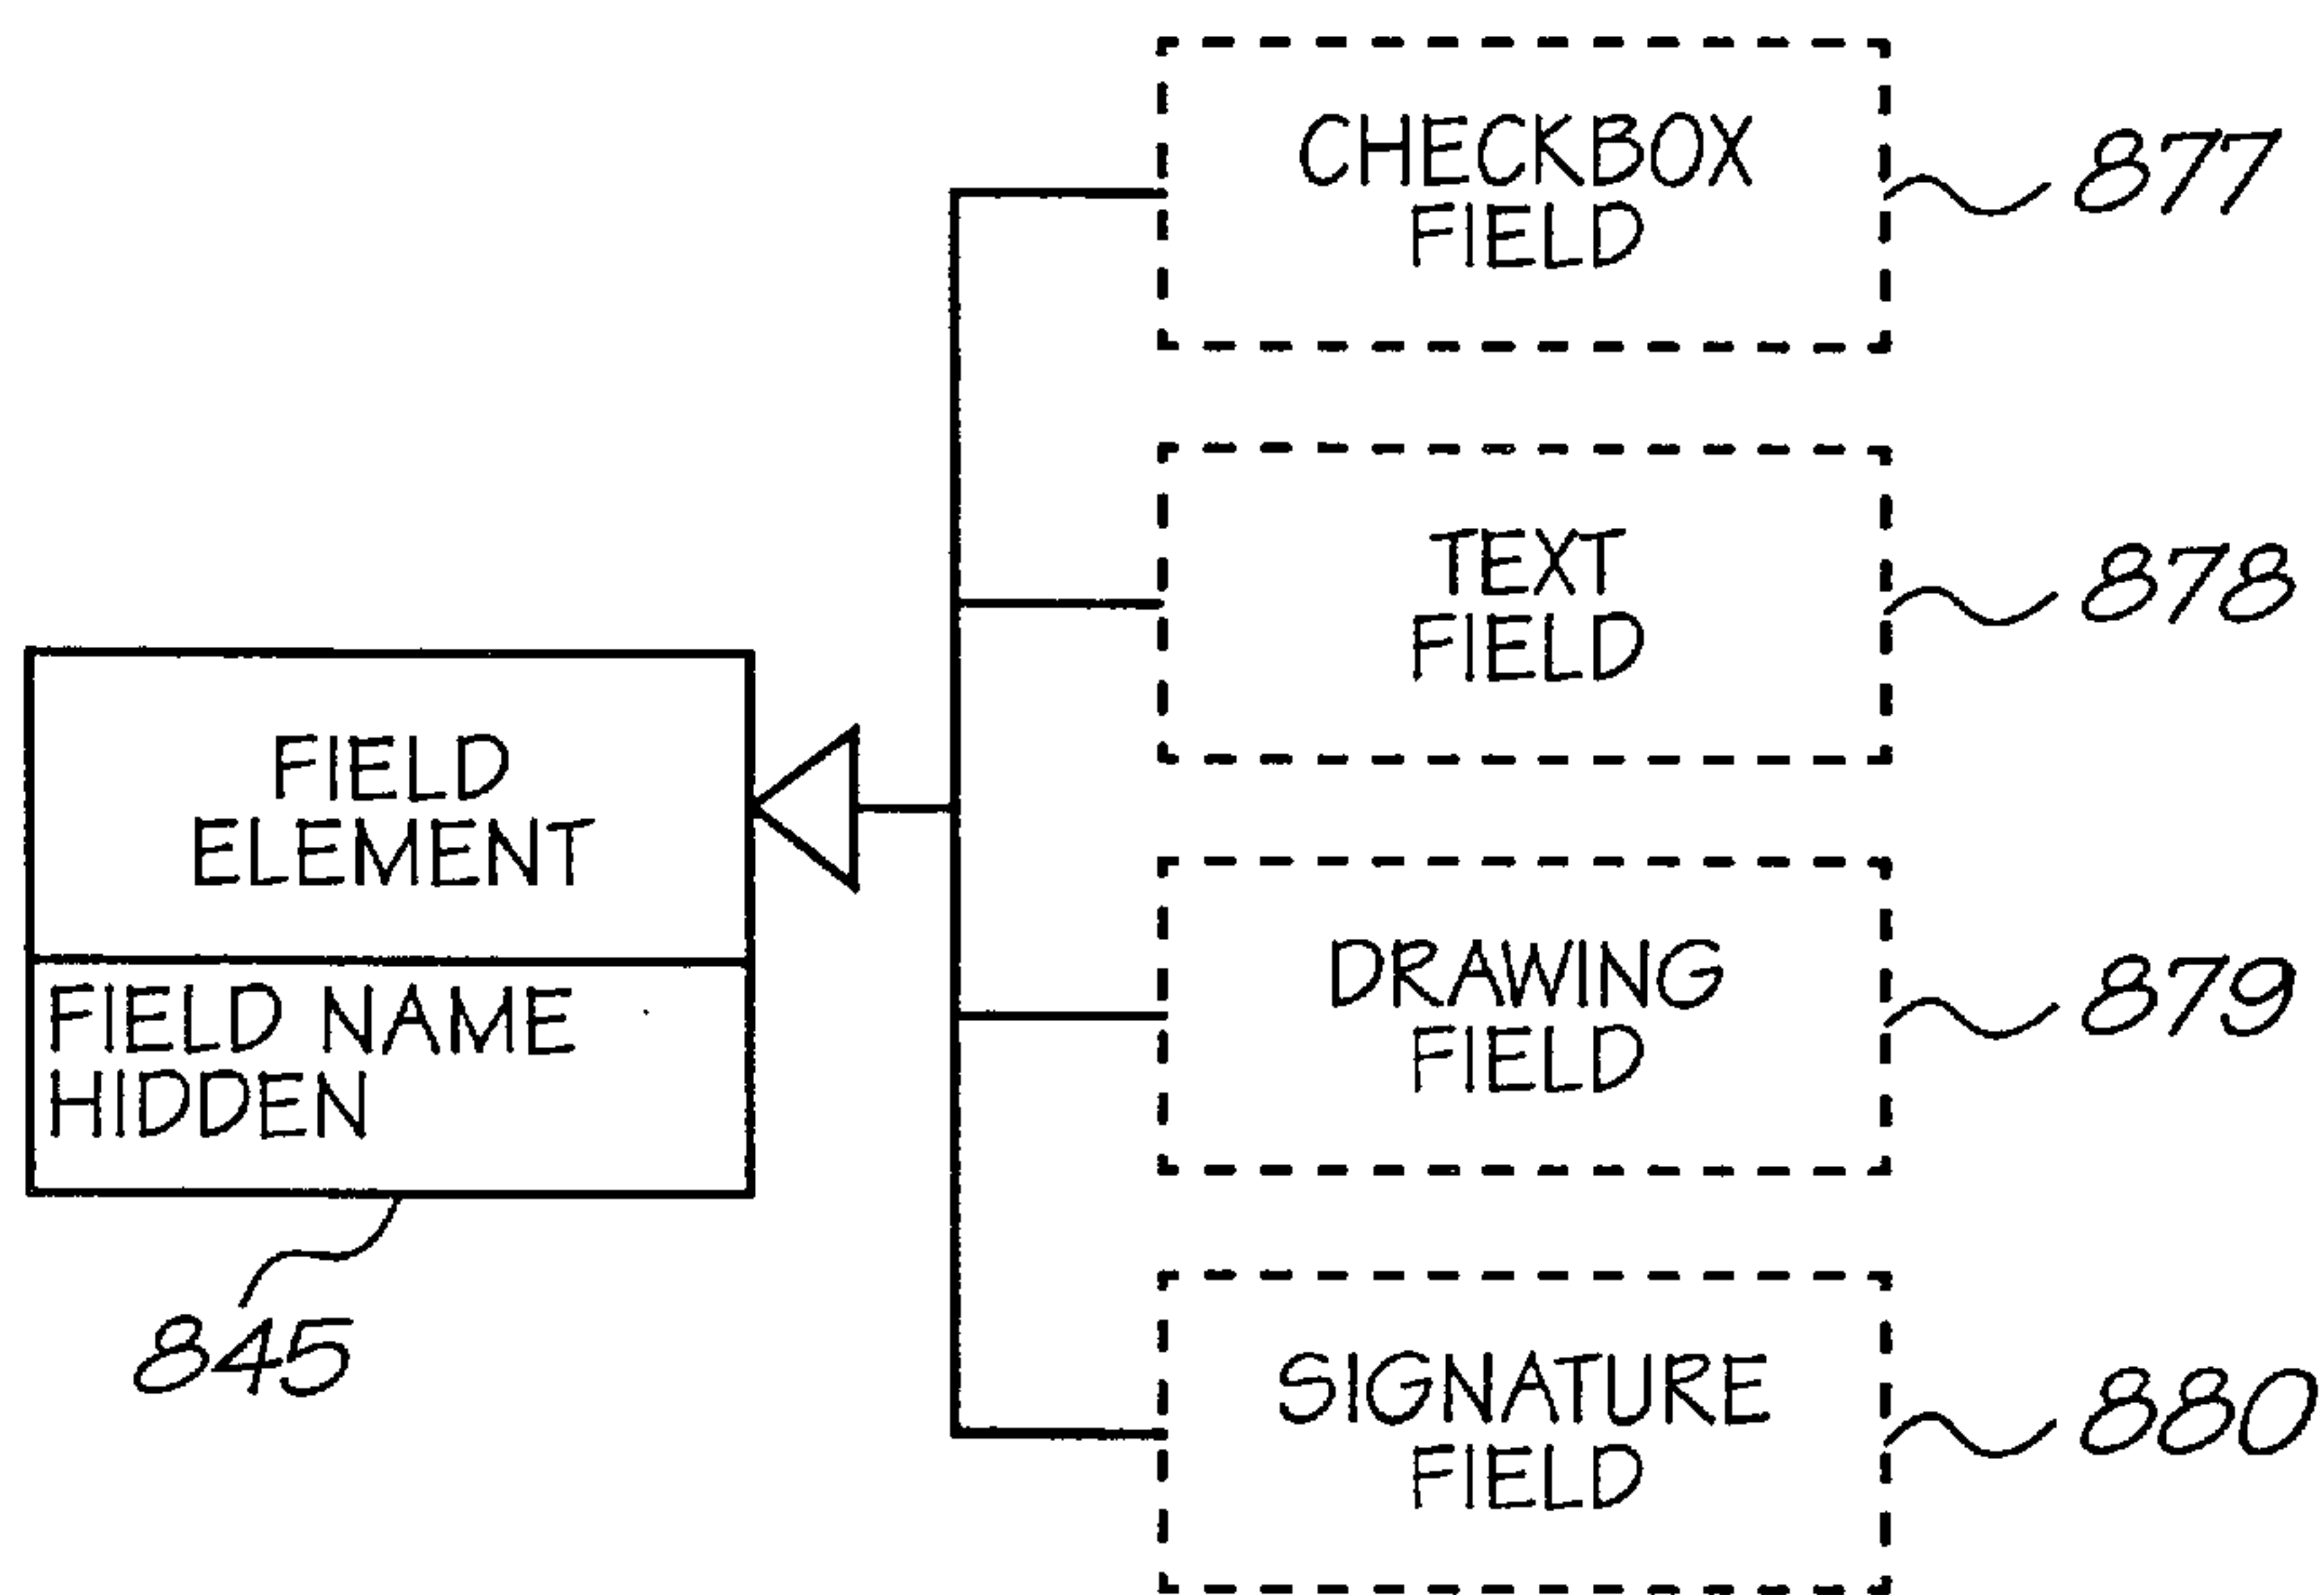 CHECKBOX
FIELD
877
TEXT
FIELD
878
FIELD
ELEMENT
FIELD NAME
HIDDEN
845
DRAWING
FIELD
879
SIGNATURE
FIELD
880